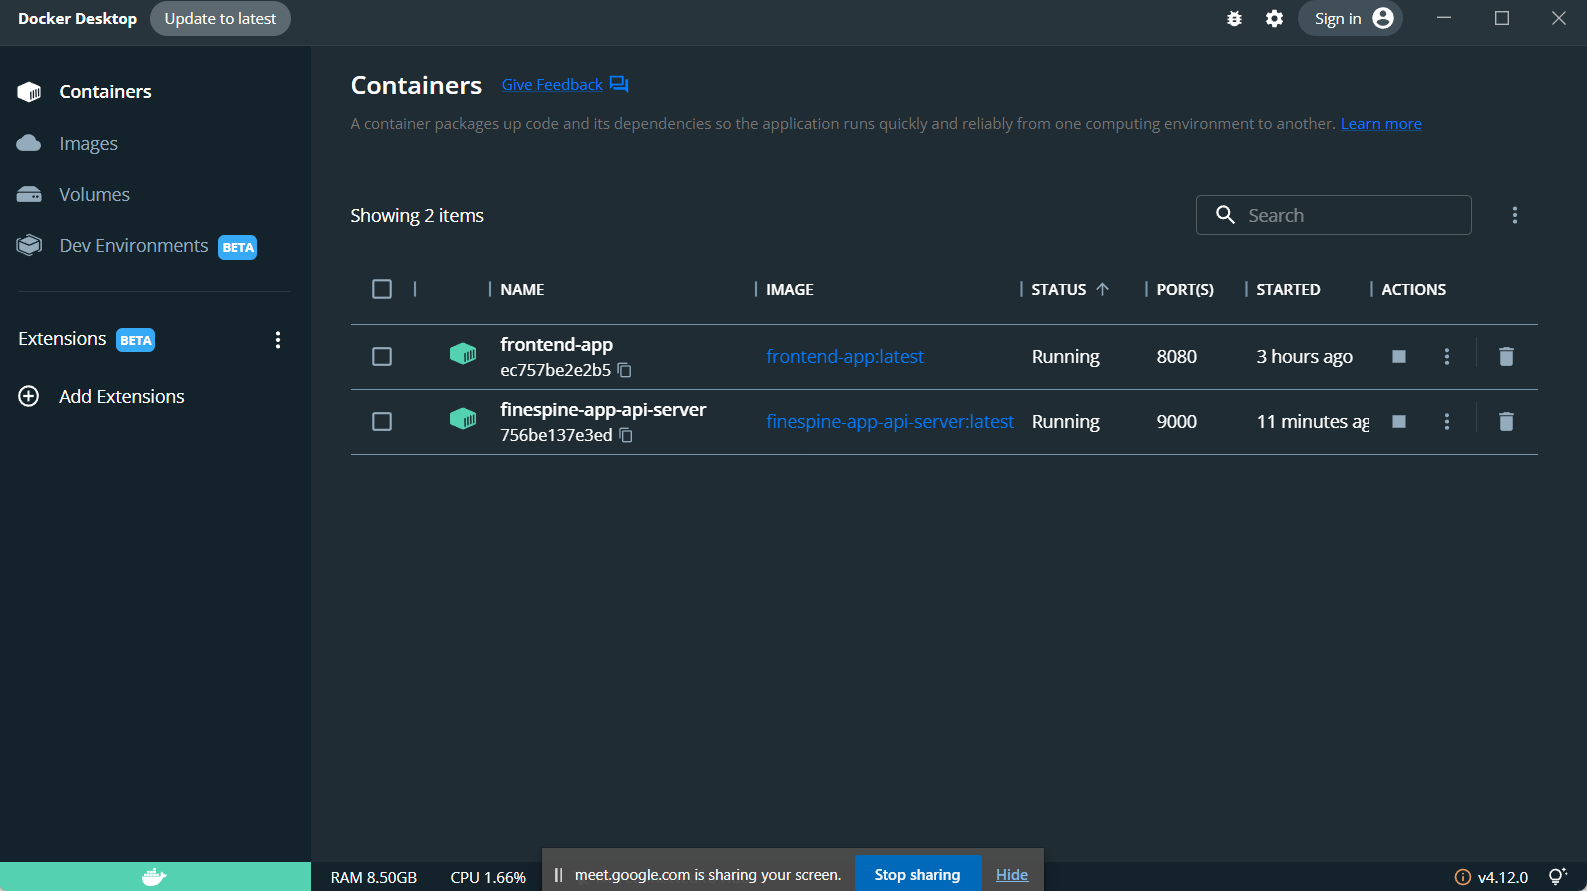 Docker Desktop Update to latest Sign in
Containers
Images
Volumes
Dev Environments BETA
Extensions BETA
Add Extensions
Containers Give Feedback
A container packages up code and its dependencies so the application runs quickly and reliably from one computing environment to another. Learn more
Showing 2 items Search
NAME IMAGE STATUS PORT(S) STARTED ACTIONS
frontend-app
ec757be2e2b5 frontend-app:latest Running 8080 3 hours ago
finespine-app-api-server
756be137e3ed finespine-app-api-server:latest Running 9000 11 minutes ag
RAM 8.50GB CPU 1.66% meet.google.com is sharing your screen. Stop sharing Hide v4.12.0